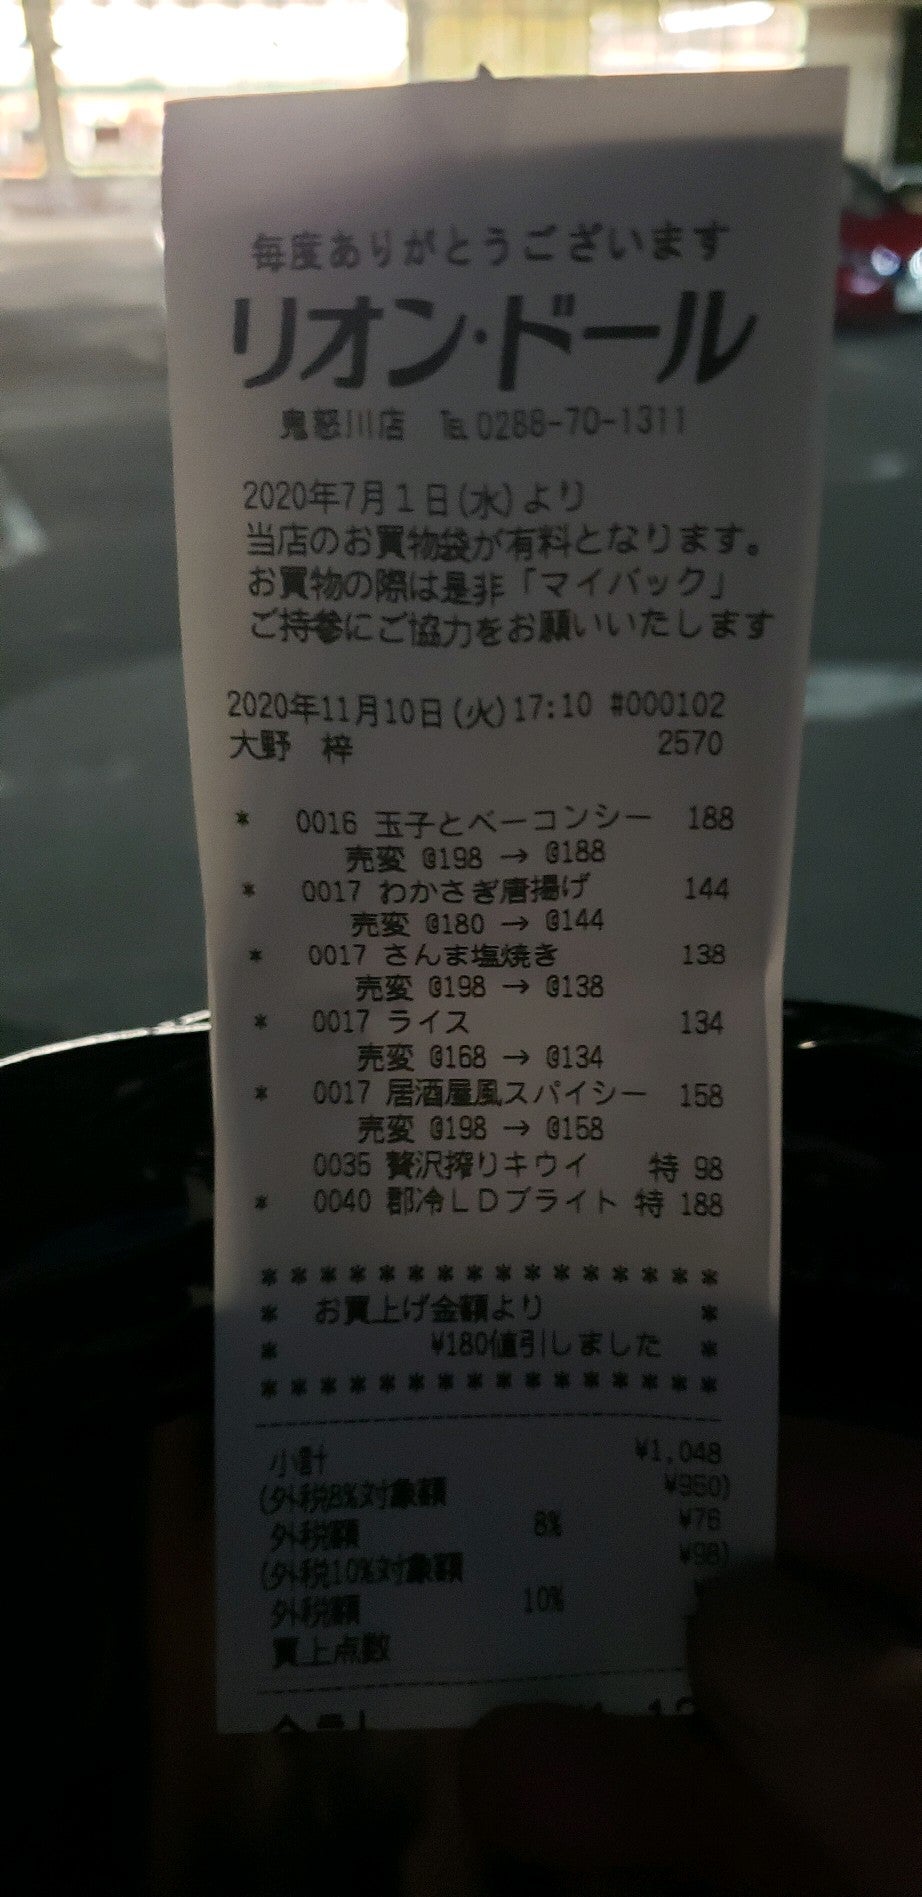 毎度ありがとうございます
リオン・ドール
鬼怒川店 ℡0288-70-1311
2020年7月1日(水)より
当店のお買物袋が有料となります。
お買物の際は是非「マイバック」
ご持参にご協力をお願いいたします
2020年11月10日(火)17:10 #000102
大野 梓 2570
* 0016 玉子とベーコンシー 188
売変 @198 → @188
* 0017 わかさぎ唐揚げ 144
売変 @180 → @144
* 0017 さんま塩焼き 138
売変 @198 → @138
* 0017 ライス 134
売変 @168 → @134
* 0017 居酒屋風スパイシー 158
売変 @198 → @158
0035 贅沢搾りキウイ 特 98
* 0040 郡冷LDブライト 特 188
* * * * * * * * * * * * * * * *
* お買上げ金額より *
* ¥180値引しました *
* * * * * * * * * * * * * * * *
小計 ¥1,048
(外税8%対象額 ¥950)
外税額 8% ¥76
(外税10%対象額 ¥98)
外税額 10%
買上点数